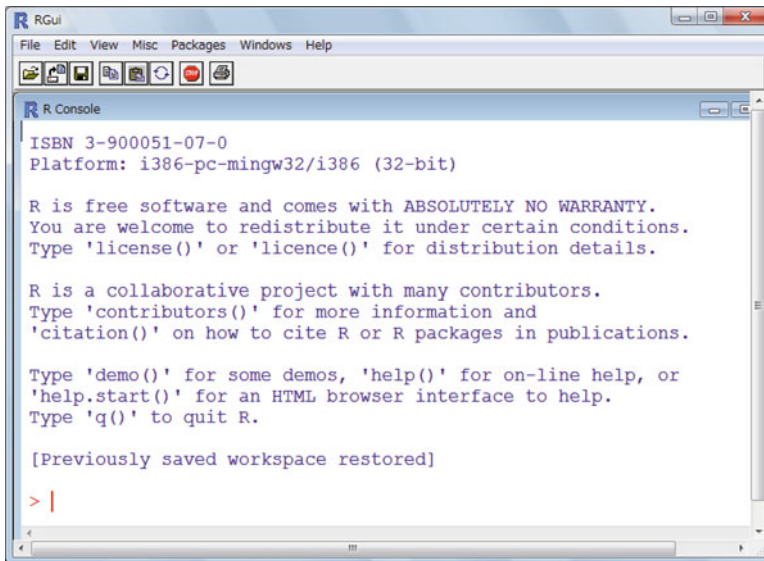 RGui
File Edit View Misc Packages Windows Help
STOP
R Console
ISBN 3-900051-07-0
Platform: i386-pc-mingw32/i386 (32-bit)
R is free software and comes with ABSOLUTELY NO WARRANTY.
You are welcome to redistribute it under certain conditions.
Type 'license()' or 'licence()' for distribution details.
R is a collaborative project with many contributors.
Type 'contributors()' for more information and
'citation()' on how to cite R or R packages in publications.
Type 'demo()' for some demos, 'help()' for on-line help, or
'help.start()' for an HTML browser interface to help.
Type 'q()' to quit R.
[Previously saved workspace restored]
>